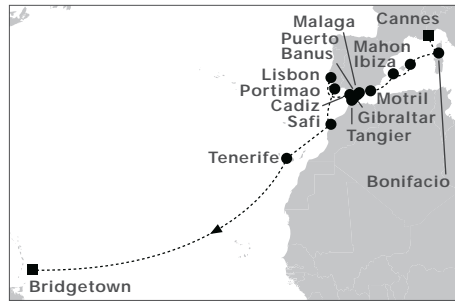 Malaga
Cannes
Puerto
Banus
Mahon
Ibiza
Lisbon
Portimao
Cadiz
Safi
Motril
Gibraltar
Tangier
Tenerife
Bonifacio
Bridgetown